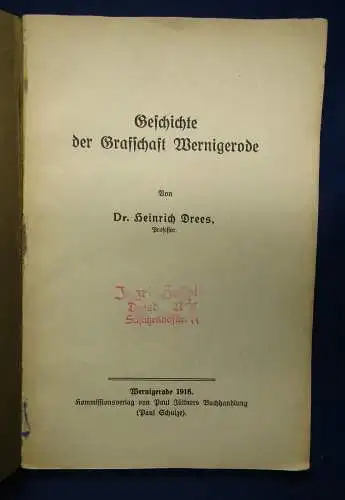 Geschichte
der Grafschaft Wernigerode
Von
Dr. Heinrich Drees,
Professor.
Wernigerode 1916.
Kommissionsverlag von Paul Jüttners Buchhandlung
(Paul Schulze).